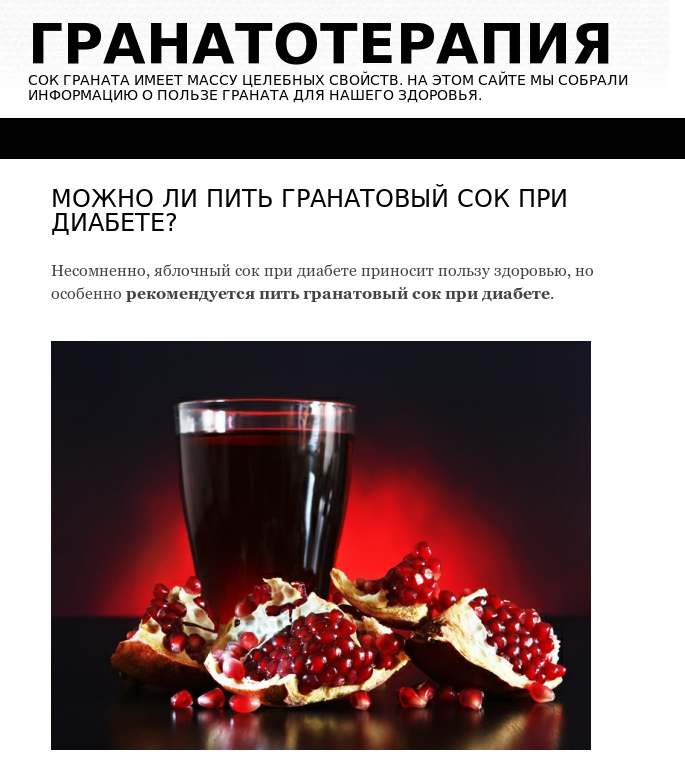 ГРАНАТОТЕРАПИЯ
СОК ГРАНАТА ИМЕЕТ МАССУ ЦЕЛЕБНЫХ СВОЙСТВ. НА ЭТОМ САЙТЕ МЫ СОБРАЛИ
ИНФОРМАЦИЮ О ПОЛЬЗЕ ГРАНАТА ДЛЯ НАШЕГО ЗДОРОВЬЯ.
МОЖНО ЛИ ПИТЬ ГРАНАТОВЫЙ СОК ПРИ
ДИАБЕТЕ?
Несомненно, яблочный сок при диабете приносит пользу здоровью, но
особенно рекомендуется пить гранатовый сок при диабете.